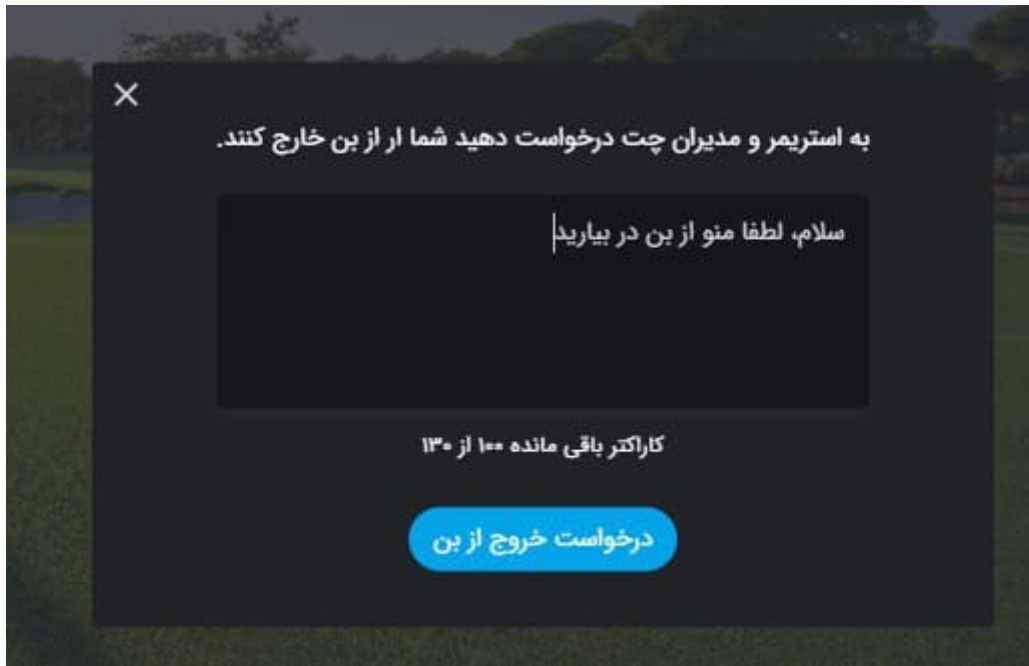 به استریمر و مدیران چت درخواست دهید شما ار از بن خارج کنند.
سلام، لطفا منو از بن در بیارید
کاراکتر باقی مانده ۱۰۰ از ۱۳۰
درخواست خروج از بن